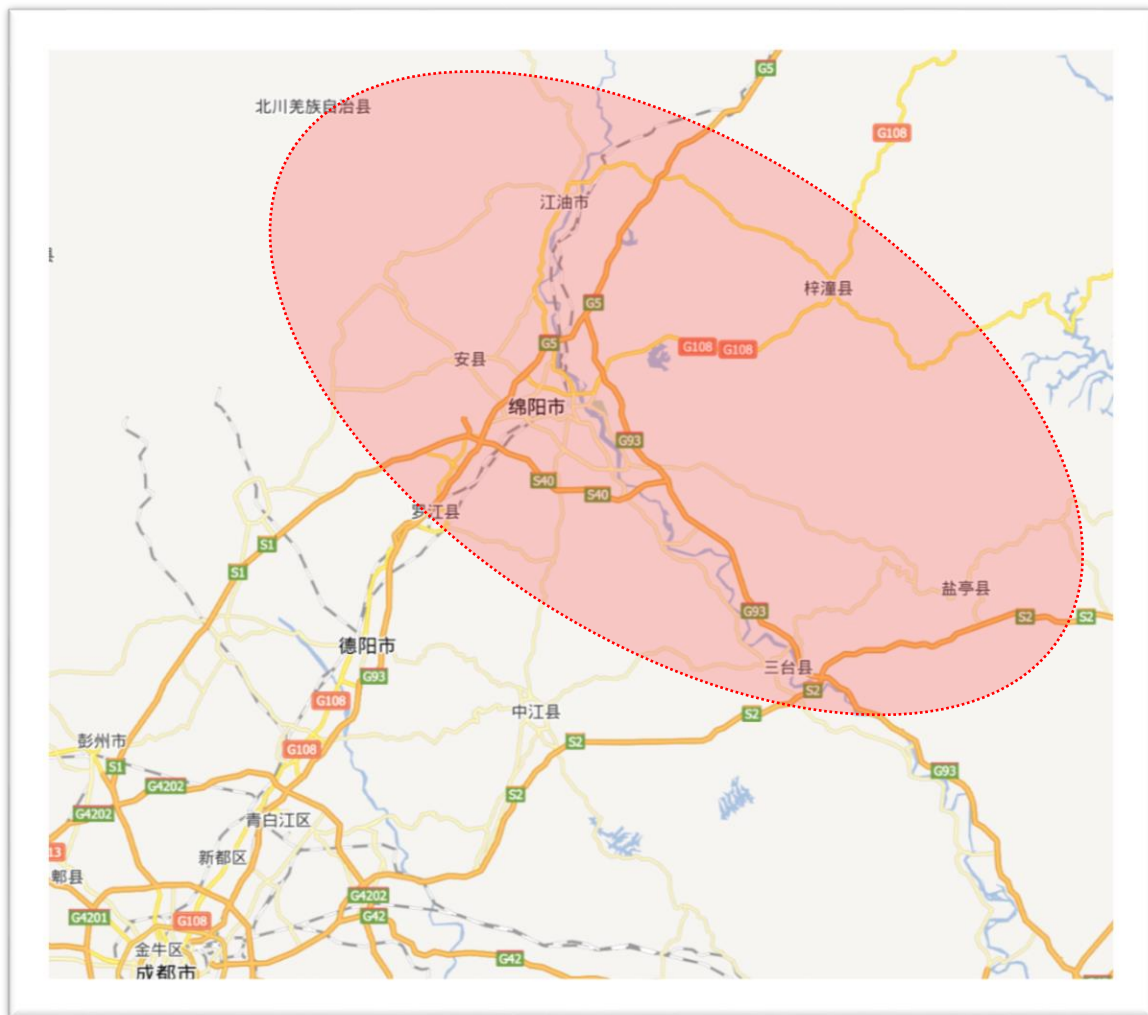 G5
北川羌族自治县
G108
江油市
梓潼县
G5
G5
G108
G108
安县
绵阳市
G93
S40
S40
罗江县
S1
S1
盐亭县
G93
S2
S2
德阳市
三台县
G93
S2
G108
中江县
S2
彭州市
S2
G108
S1
G93
G4202
S2
G4202
青白江区
13
新都区
郫县
G4202
G4201
G108
G42
金牛区
G42
成都市